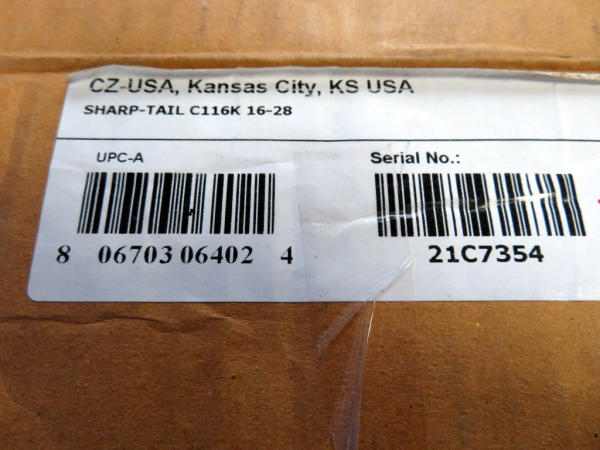 CZ-USA, Kansas City, KS USA
SHARP-TAIL C116K 16-28
UPC-A
Serial No.:
8 06703 06402 4
21C7354